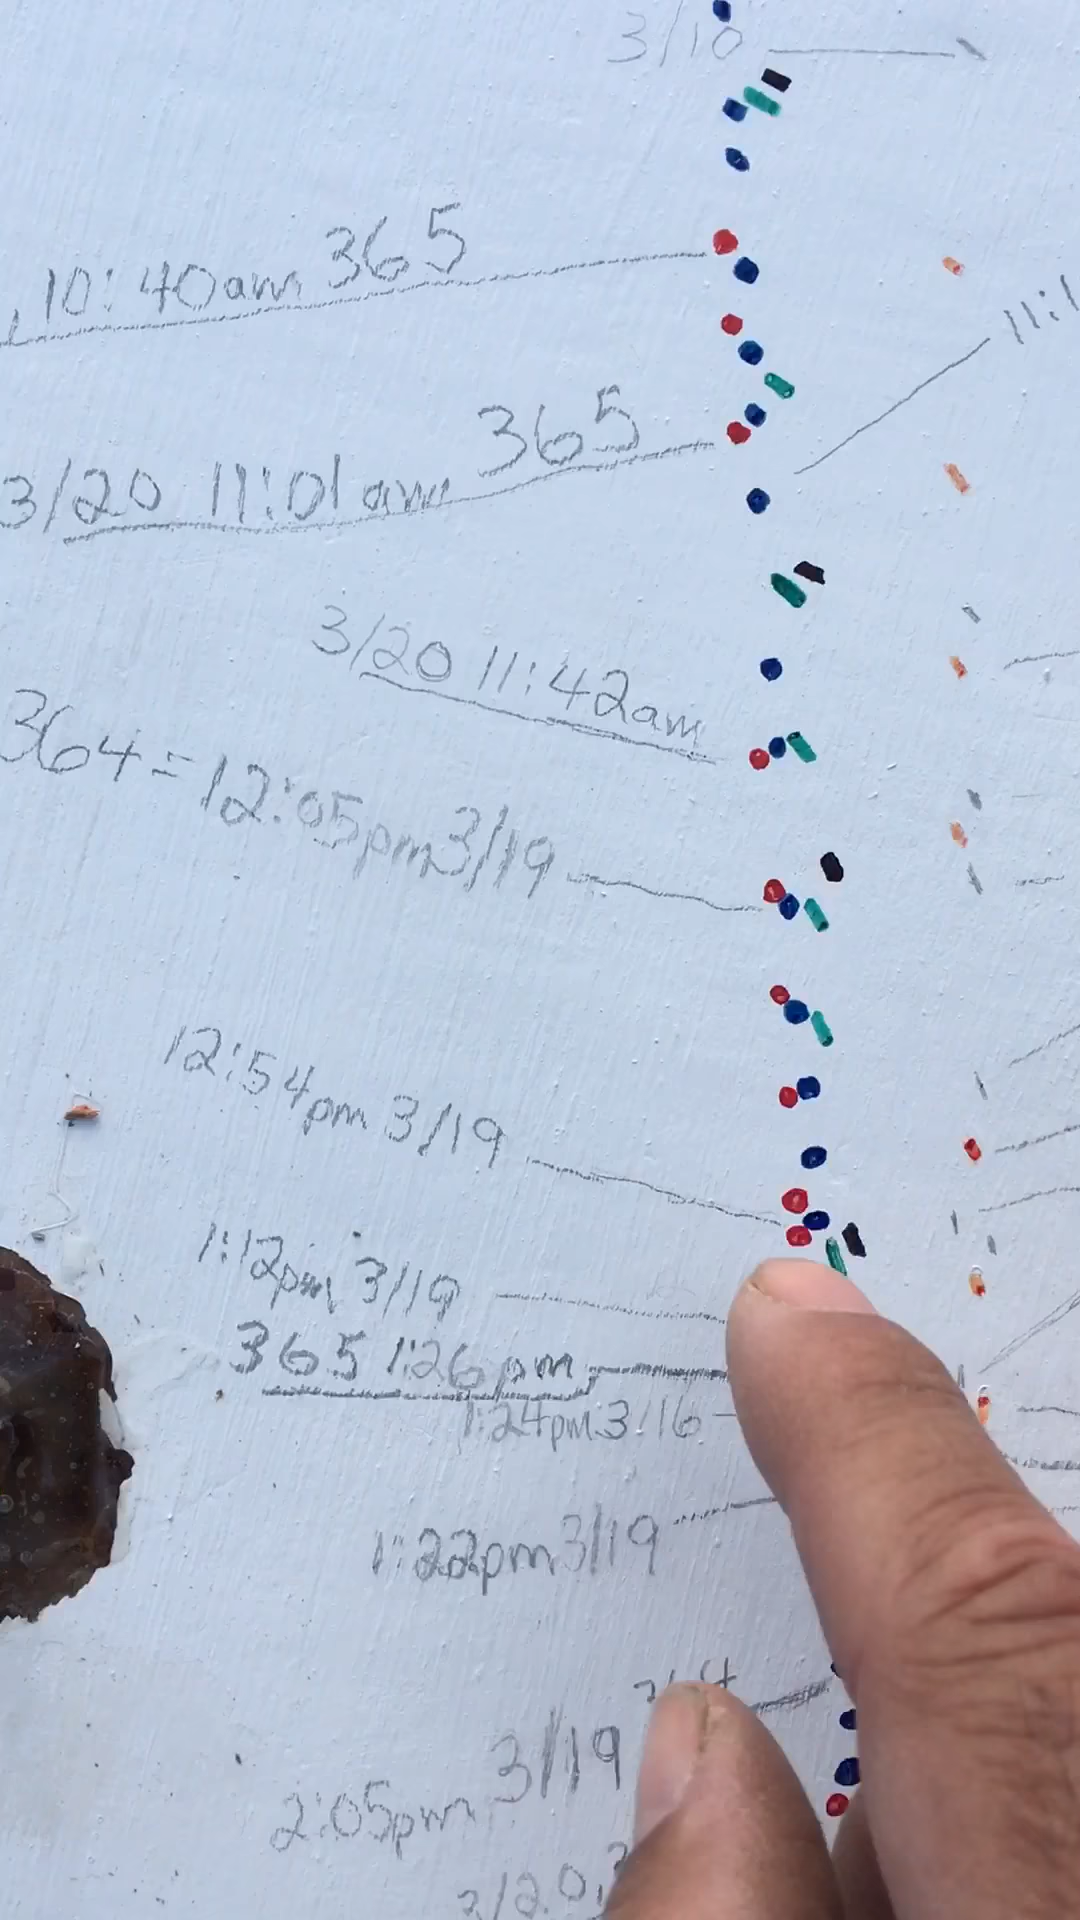 3/10
10:40am 365
11:1
3/20 11:01am 365
3/20 11:42am
364=12:05pm 3/19
12:54pm 3/19
1:12pm 3/19
365 1:26pm
1:24pm 3/16
1:22pm 3/19
3/19
2:05pm